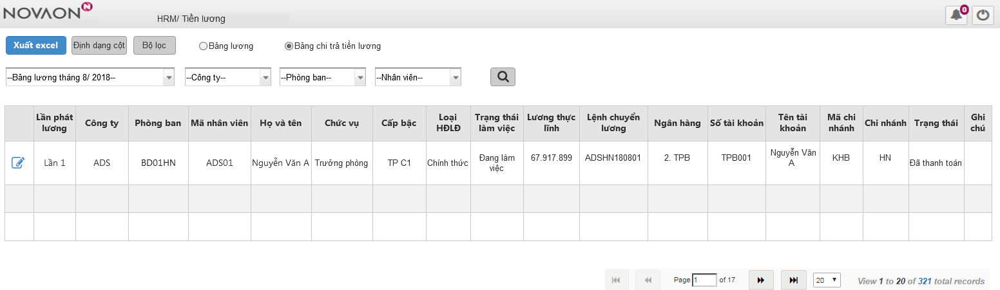 NOVAON N
HRM/ Tiền lương
0
Xuất excel Định dạng cột Bộ lọc Bảng lương Bảng chi trả tiền lương
--Bảng lương tháng 8/ 2018-- --Công ty-- --Phòng ban-- --Nhân viên--
Lần phát lương Công ty Phòng ban Mã nhân viên Họ và tên Chức vụ Cấp bậc Loại HĐLĐ Trạng thái làm việc Lương thực lĩnh Lệnh chuyển lương Ngân hàng Số tài khoản Tên tài khoản Mã chi nhánh Chi nhánh Trạng thái Ghi chú
Lần 1 ADS BD01HN ADS01 Nguyễn Văn A Trưởng phòng TP C1 Chính thức Đang làm việc 67.917.899 ADSHN180801 2. TPB TPB001 Nguyễn Văn A KHB HN Đã thanh toán
Page 1 of 17 20 View 1 to 20 of 321 total records